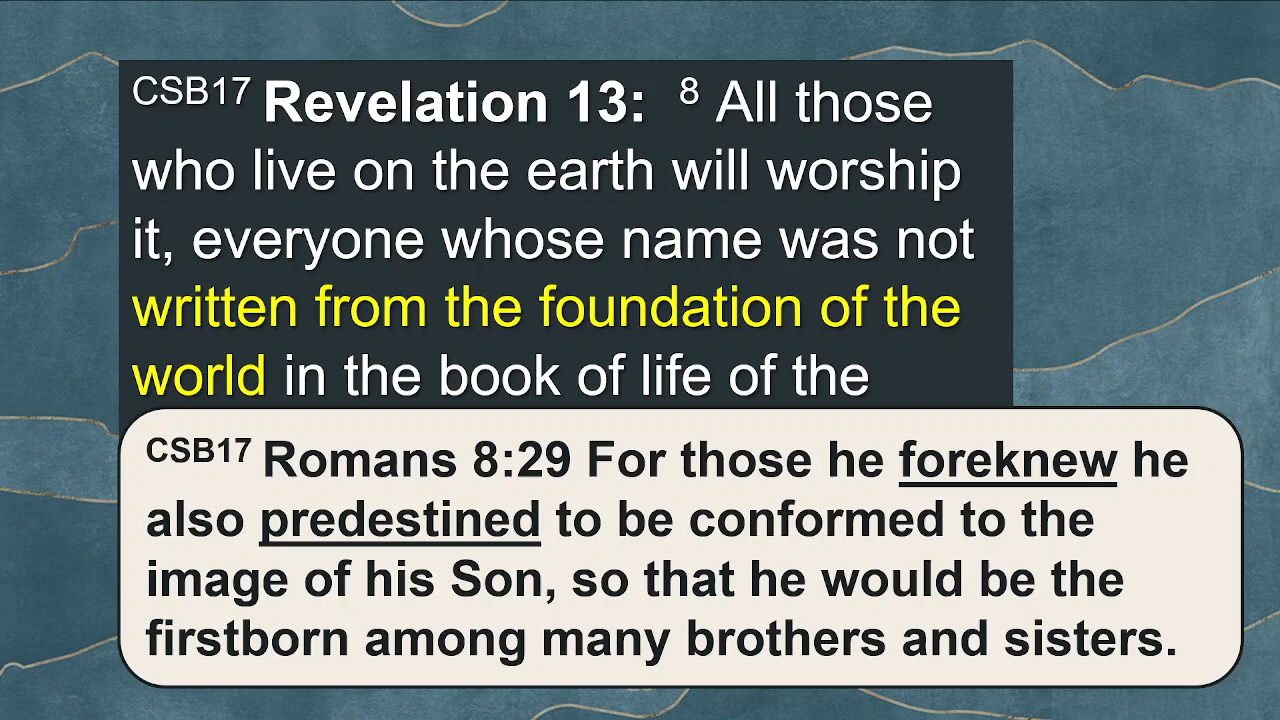 CSB17 Revelation 13: 8 All those
who live on the earth will worship
it, everyone whose name was not
written from the foundation of the
world in the book of life of the
CSB17 Romans 8:29 For those he foreknew he
also predestined to be conformed to the
image of his Son, so that he would be the
firstborn among many brothers and sisters.